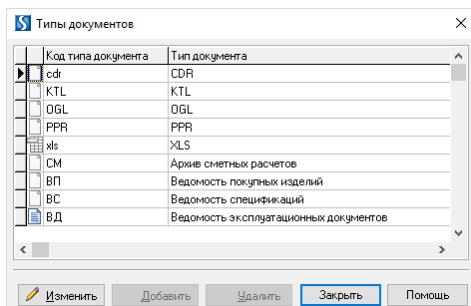 Типы документов
Код типа документа Тип документа
cdr CDR
KTL KTL
OGL OGL
PPR PPR
xls XLS
СМ Архив сметных расчетов
ВП Ведомость покупных изделий
ВС Ведомость спецификаций
ВД Ведомость эксплуатационных документов
Изменить Добавить Удалить Закрыть Помощь